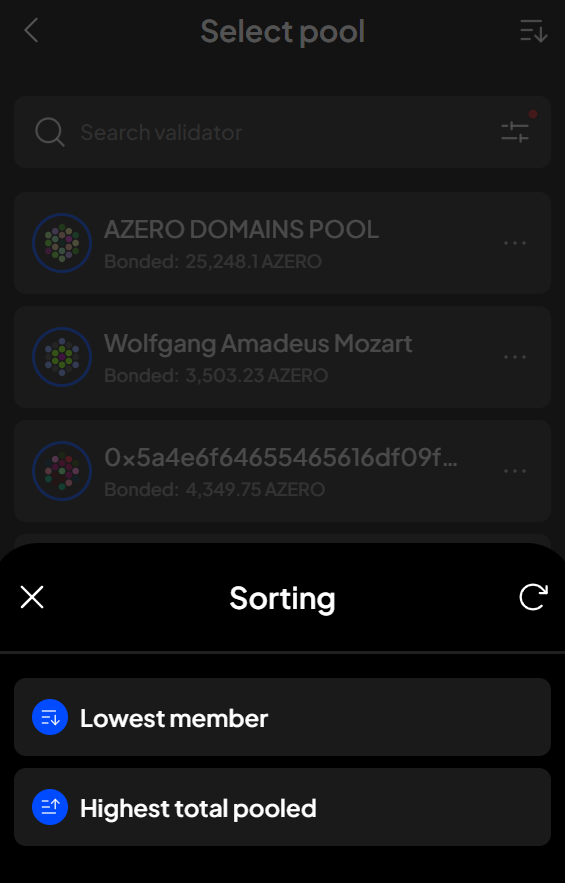 Select pool
Search validator
AZERO DOMAINS POOL
Bonded: 25,248.1 AZERO
Wolfgang Amadeus Mozart
Bonded: 3,503.23 AZERO
0x5a4e6f64655465616df09f...
Bonded: 4,349.75 AZERO
Sorting
Lowest member
Highest total pooled